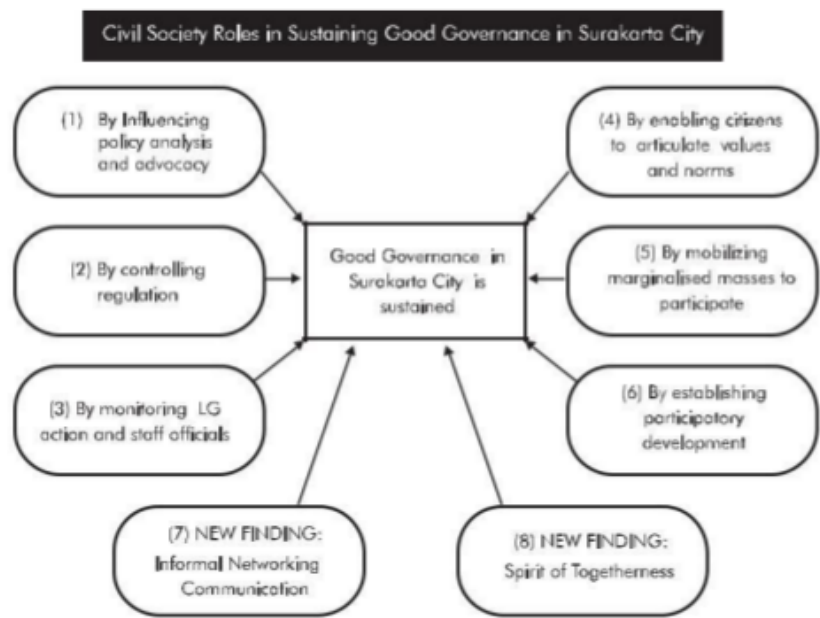 Civil Society Roles in Sustaining Good Governance in Surakarta City
(1) By Influencing
policy analysis
and advocacy
(2) By controlling
regulation
(3) By monitoring LG
action and staff officials
Good Governance in
Surakarta City is
sustained
(4) By enabling citizens
to articulate values
and norms
(5) By mobilizing
marginalised masses to
participate
(6) By establishing
participatory
development
(7) NEW FINDING:
Informal Networking
Communication
(8) NEW FINDING:
Spirit of Togetherness